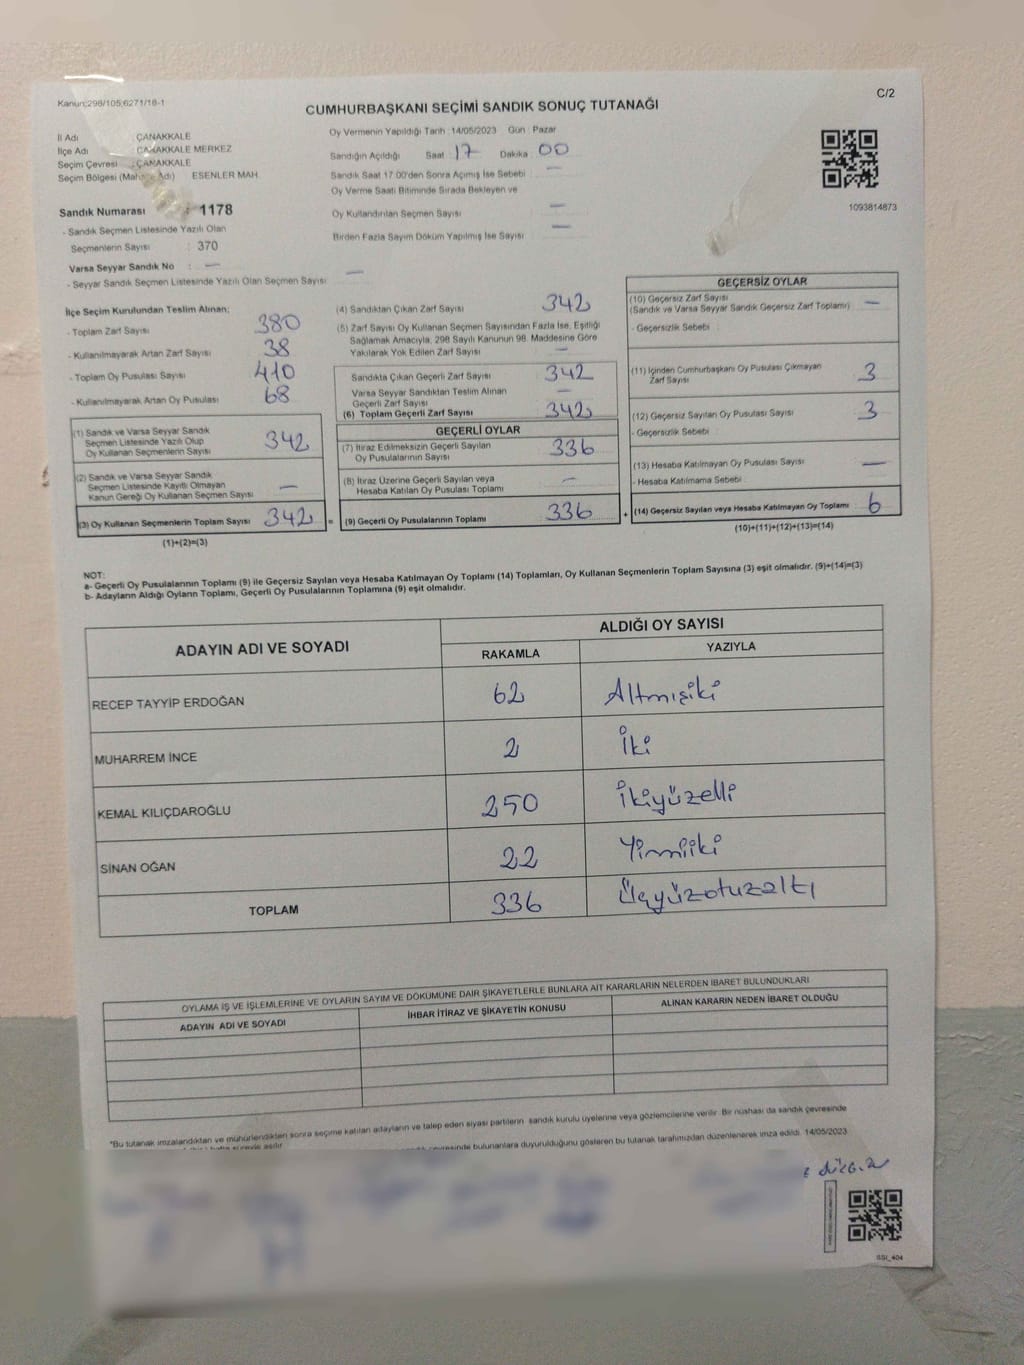 Kanun:298/105;6271/18-1
C/2
CUMHURBAŞKANI SEÇİMİ SANDIK SONUÇ TUTANAĞI
İl Adı : ÇANAKKALE
İlçe Adı : ÇANAKKALE MERKEZ
Seçim Çevresi : ÇANAKKALE
Seçim Bölgesi (Mahalle Adı) ESENLER MAH.
Sandık Numarası : 1178
- Sandık Seçmen Listesinde Yazılı Olan
Seçmenlerin Sayısı : 370
Varsa Seyyar Sandık No : —
- Seyyar Sandık Seçmen Listesinde Yazılı Olan Seçmen Sayısı : —
Oy Vermenin Yapıldığı Tarih : 14/05/2023 Gün : Pazar
Sandığın Açıldığı Saat : 17 Dakika : 00
Sandık Saat 17.00'den Sonra Açımış İse Sebebi : —
Oy Verme Saati Bitiminde Sırada Bekleyen ve
Oy Kullandırılan Seçmen Sayısı : —
Birden Fazla Sayım Döküm Yapılmış İse Sayısı : —
1093814873
İlçe Seçim Kurulundan Teslim Alınan;
- Toplam Zarf Sayısı : 380
- Kullanılmayarak Artan Zarf Sayısı : 38
- Toplam Oy Pusulası Sayısı : 410
- Kullanılmayarak Artan Oy Pusulası : 68
(1) Sandık ve Varsa Seyyar Sandık
Seçmen Listesinde Yazılı Olup
Oy Kullanan Seçmenlerin Sayısı : 342
(2) Sandık ve Varsa Seyyar Sandık
Seçmen Listesinde Kayıtlı Olmayan
Kanun Gereği Oy Kullanan Seçmen Sayısı : —
(3) Oy Kullanan Seçmenlerin Toplam Sayısı : 342
(1)+(2)=(3)
(4) Sandıktan Çıkan Zarf Sayısı : 342
(5) Zarf Sayısı Oy Kullanan Seçmen Sayısından Fazla İse, Eşitliği
Sağlamak Amacıyla, 298 Sayılı Kanunun 98. Maddesine Göre
Yakılarak Yok Edilen Zarf Sayısı : —
Sandıkta Çıkan Geçerli Zarf Sayısı : 342
Varsa Seyyar Sandıktan Teslim Alınan
Geçerli Zarf Sayısı : —
(6) Toplam Geçerli Zarf Sayısı : 342
GEÇERLİ OYLAR
(7) İtiraz Edilmeksizin Geçerli Sayılan
Oy Pusulalarının Sayısı : 336
(8) İtiraz Üzerine Geçerli Sayılan veya
Hesaba Katılan Oy Pusulası Toplamı : —
= (9) Geçerli Oy Pusulalarının Toplamı : 336
GEÇERSİZ OYLAR
(10) Geçersiz Zarf Sayısı : —
(Sandık ve Varsa Seyyar Sandık Geçersiz Zarf Toplamı)
- Geçersizlik Sebebi :
(11) İçinden Cumhurbaşkanı Oy Pusulası Çıkmayan
Zarf Sayısı : 3
(12) Geçersiz Sayılan Oy Pusulası Sayısı : 3
- Geçersizlik Sebebi :
(13) Hesaba Katılmayan Oy Pusulası Sayısı : —
- Hesaba Katılmama Sebebi :
+ (14) Geçersiz Sayılan veya Hesaba Katılmayan Oy Toplamı : 6
(10)+(11)+(12)+(13)=(14)
NOT:
a- Geçerli Oy Pusulalarının Toplamı (9) ile Geçersiz Sayılan veya Hesaba Katılmayan Oy Toplamı (14) Toplamları, Oy Kullanan Seçmenlerin Toplam Sayısına (3) eşit olmalıdır. (9)+(14)=(3)
b- Adayların Aldığı Oyların Toplamı, Geçerli Oy Pusulalarının Toplamına (9) eşit olmalıdır.
ADAYIN ADI VE SOYADI
ALDIĞI OY SAYISI
RAKAMLA YAZIYLA
RECEP TAYYİP ERDOĞAN 62 Altmışiki
MUHARREM İNCE 2 İki
KEMAL KILIÇDAROĞLU 250 İkiyüzelli
SİNAN OĞAN 22 Yirmiiki
TOPLAM 336 Üçyüzotuzaltı
OYLAMA İŞ VE İŞLEMLERİNE VE OYLARIN SAYIM VE DÖKÜMÜNE DAİR ŞİKAYETLERLE BUNLARA AİT KARARLARIN NELERDEN İBARET BULUNDUKLARI
ADAYIN ADI VE SOYADI İHBAR İTİRAZ VE ŞİKAYETİN KONUSU ALINAN KARARIN NEDEN İBARET OLDUĞU
*Bu tutanak imzalandıktan ve mühürlendikten sonra seçime katılan adayların ve talep eden siyasi partilerin sandık kurulu üyelerine veya gözlemcilerine verilir. Bir nüshası da sandık çevresinde
çevresinde bulunanlara duyurulduğunu gösteren bu tutanak tarafımızdan düzenlenerek imza edildi. 14/05/2023
SSI_404